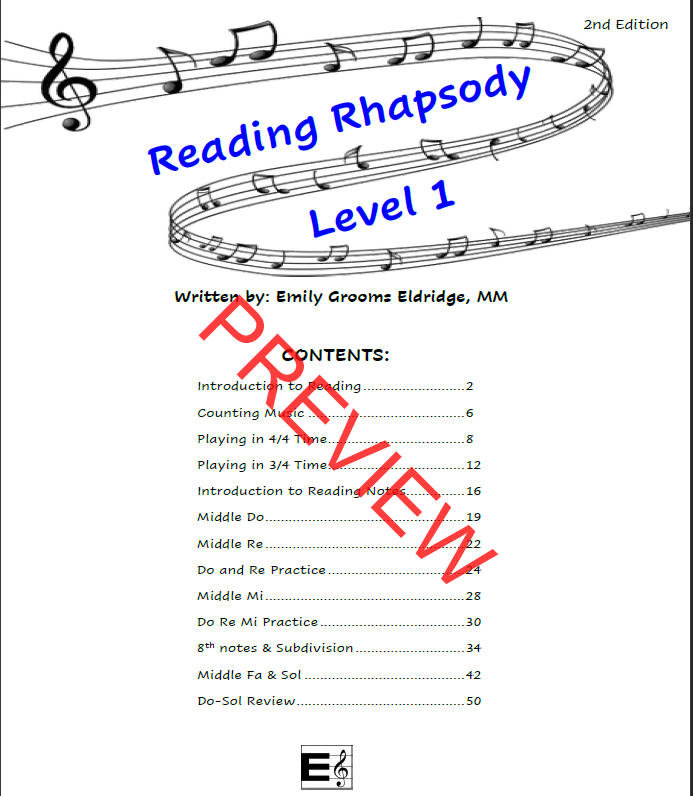 2nd Edition
Reading Rhapsody
Level 1
Written by: Emily Grooms Eldridge, MM
CONTENTS:
Introduction to Reading........................2
Counting Music........................6
Playing in 4/4 Time........................8
Playing in 3/4 Time........................12
Introduction to Reading Notes...............16
Middle Do........................19
Middle Re........................22
Do and Re Practice........................24
Middle Mi........................28
Do Re Mi Practice........................30
8th notes & Subdivision........................34
Middle Fa & Sol........................42
Do-Sol Review........................50
PREVIEW
E